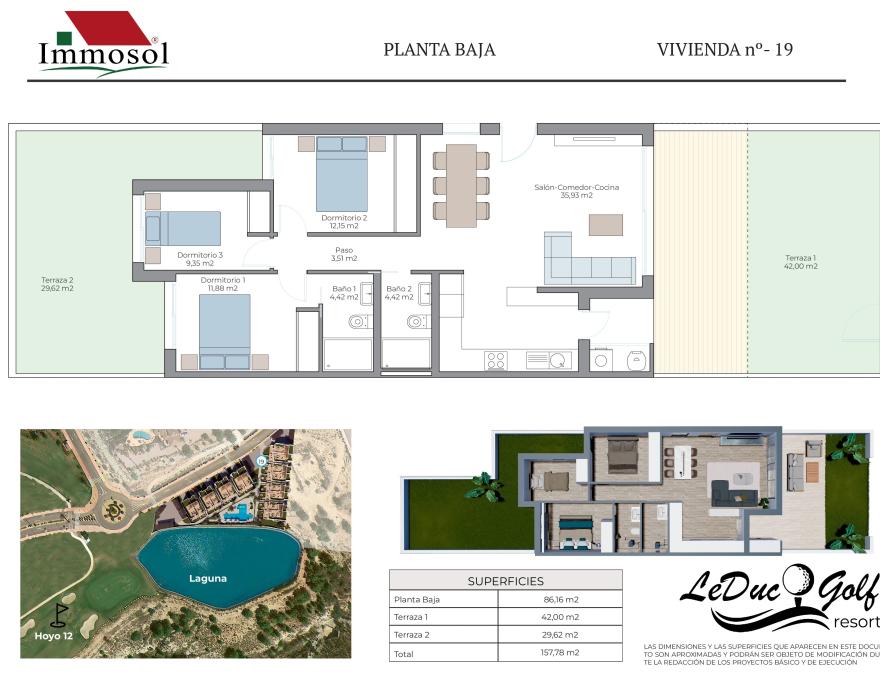 Immosol
PLANTA BAJA
VIVIENDA nº- 19
Dormitorio 2
12,15 m2
Dormitorio 3
9,35 m2
Dormitorio 1
11,88 m2
Paso
3,51 m2
Baño 1
4,42 m2
Baño 2
4,42 m2
Salón-Comedor-Cocina
35,93 m2
Terraza 1
42,00 m2
Terraza 2
29,62 m2
19
Laguna
Hoyo 12
SUPERFICIES
Planta Baja 86,16 m2
Terraza 1 42,00 m2
Terraza 2 29,62 m2
Total 157,78 m2
LeDuc Golf
resort
LAS DIMENSIONES Y LAS SUPERFICIES QUE APARECEN EN ESTE DOCU
TO SON APROXIMADAS Y PODRÁN SER OBJETO DE MODIFICACIÓN DU
TE LA REDACCIÓN DE LOS PROYECTOS BÁSICO Y DE EJECUCIÓN